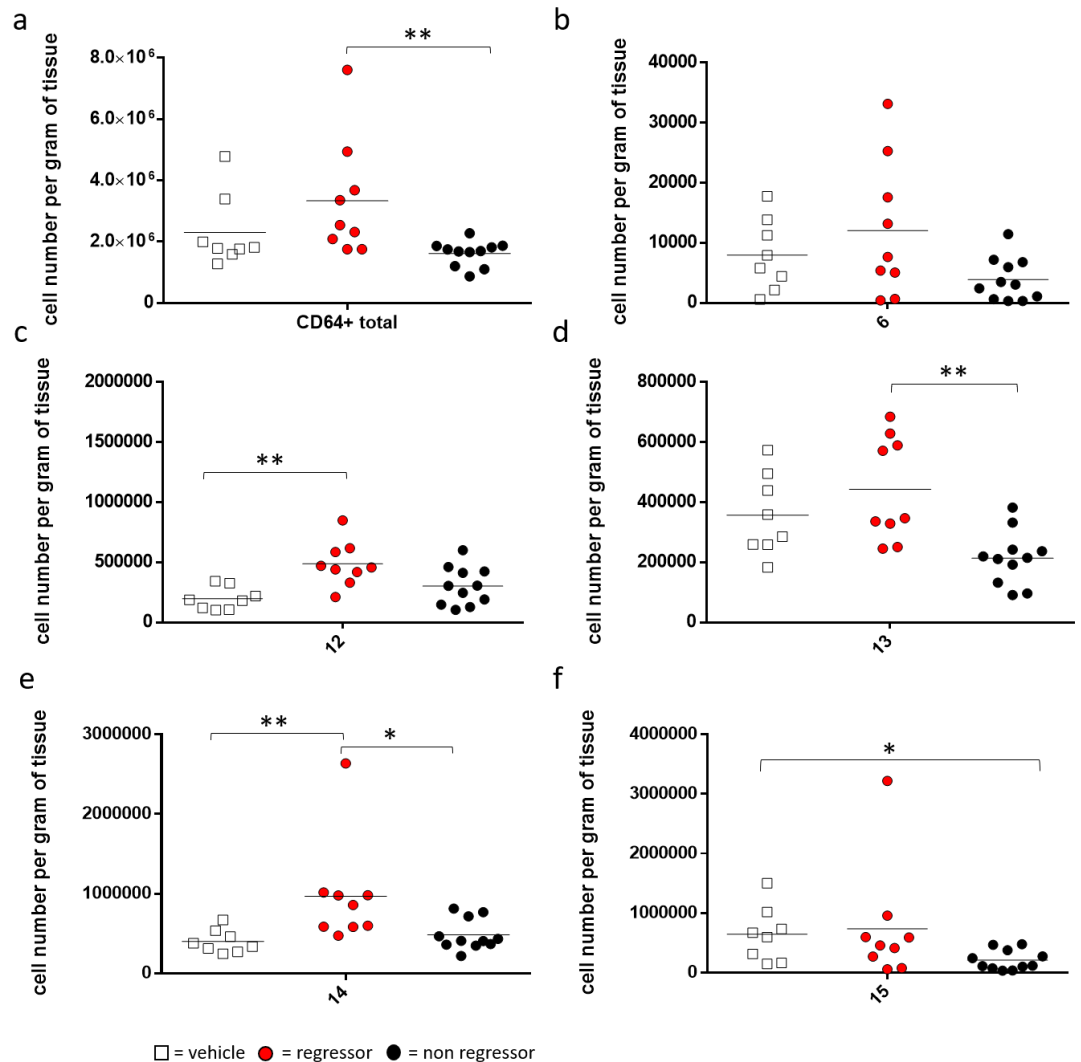 a
**
8.0×10⁶
6.0×10⁶
4.0×10⁶
2.0×10⁶
0
cell number per gram of tissue
CD64+ total
b
40000
30000
20000
10000
0
cell number per gram of tissue
6
c
2000000
1500000
1000000
500000
0
cell number per gram of tissue
**
12
d
800000
600000
400000
200000
0
cell number per gram of tissue
**
13
e
3000000
2000000
1000000
0
cell number per gram of tissue
**
*
14
f
4000000
3000000
2000000
1000000
0
cell number per gram of tissue
*
15
= vehicle = regressor = non regressor